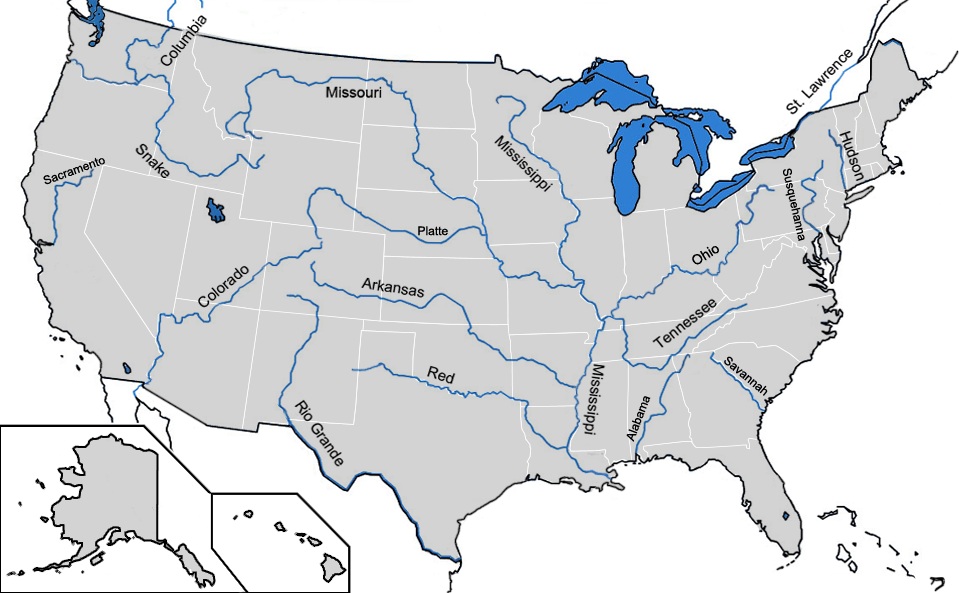 Columbia
St. Lawrence
Missouri
Mississippi
Hudson
Snake
Sacramento
Susquehanna
Platte
Ohio
Colorado
Arkansas
Tennessee
Red
Savannah
Mississippi
Alabama
Rio Grande